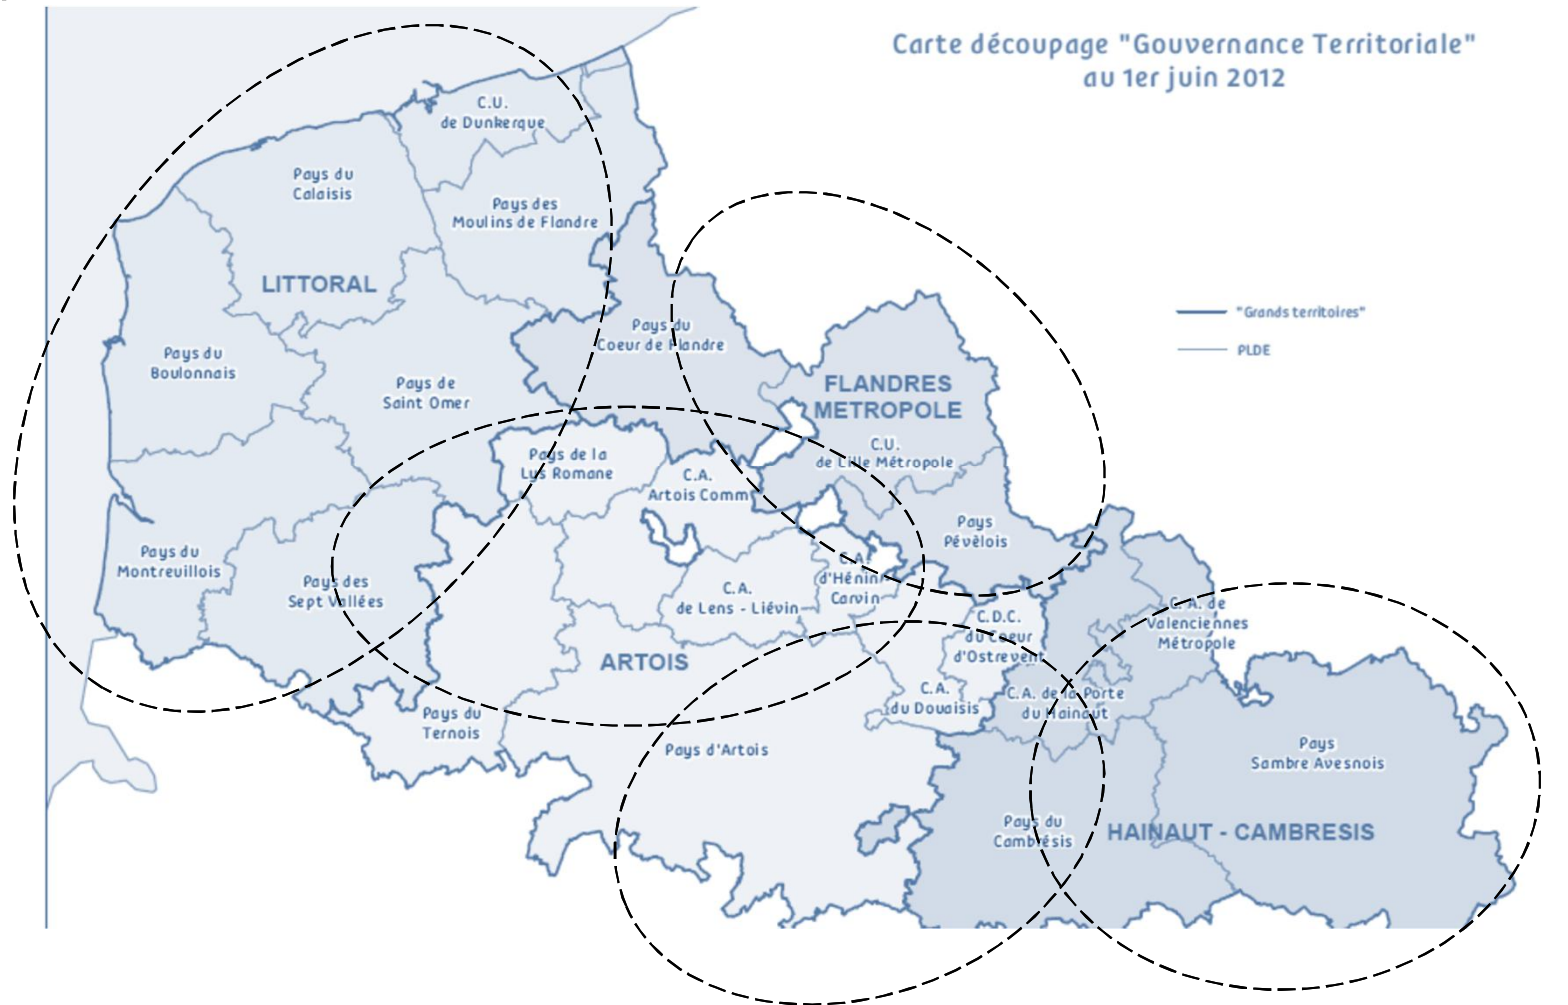 Carte découpage "Gouvernance Territoriale"
au 1er juin 2012
C.U.
de Dunkerque
Pays du
Calaisis
Pays des
Moulins de Flandre
LITTORAL
"Grands territoires"
PLDE
Pays du
Coeur de Flandre
Pays du
Boulonnais
Pays de
Saint Omer
FLANDRES
METROPOLE
C.U.
de Lille Métropole
Pays de la
Lys Romane
C.A.
Artois Comm
Pays
Pévèlois
Pays du
Montreuillois
Pays des
Sept Vallées
C.A.
de Lens - Liévin
C.A.
d'Hénin
Carvin
C.D.C.
du Coeur
d'Ostrevent
C.A. de
Valenciennes
Métropole
ARTOIS
C.A.
du Douaisis
C.A. de la Porte
du Hainaut
Pays du
Ternois
Pays d'Artois
Pays
Sambre Avesnois
Pays du
Cambrésis
HAINAUT - CAMBRESIS